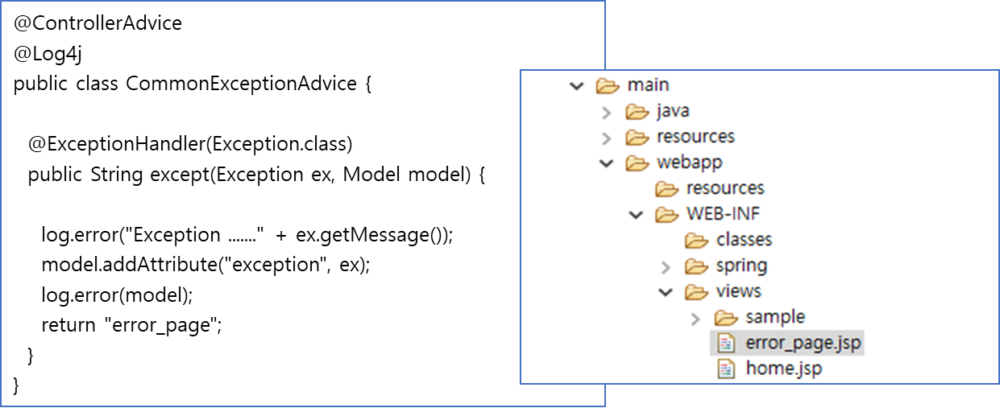 @ControllerAdvice
@Log4j
public class CommonExceptionAdvice {
@ExceptionHandler(Exception.class)
public String except(Exception ex, Model model) {
log.error("Exception ......." + ex.getMessage());
model.addAttribute("exception", ex);
log.error(model);
return "error_page";
}
}
main
java
resources
webapp
resources
WEB-INF
classes
spring
views
sample
error_page.jsp
home.jsp